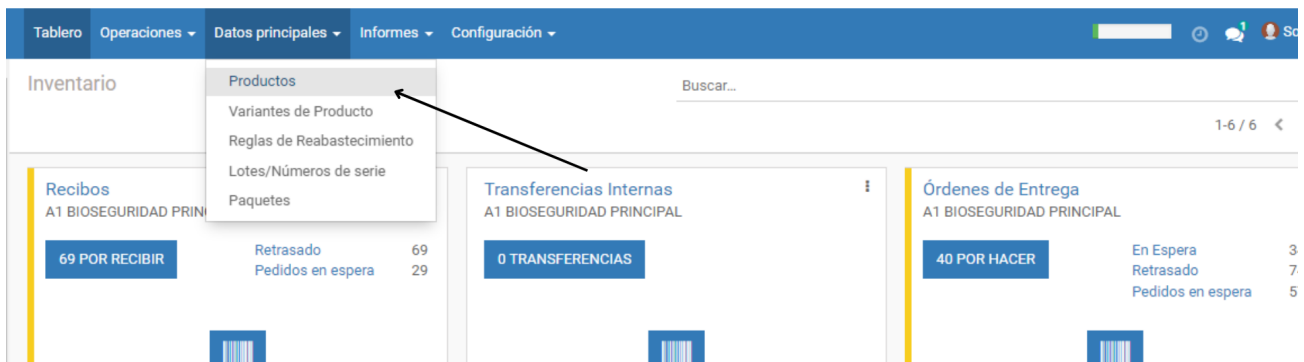 Tablero Operaciones Datos principales Informes Configuración 1
Inventario
Buscar...
Productos
Variantes de Producto
Reglas de Reabastecimiento
Lotes/Números de serie
Paquetes
1-6 / 6
Recibos
A1 BIOSEGURIDAD
69 POR RECIBIR
Retrasado 69
Pedidos en espera 29
Transferencias Internas
A1 BIOSEGURIDAD PRINCIPAL
0 TRANSFERENCIAS
Órdenes de Entrega
A1 BIOSEGURIDAD PRINCIPAL
40 POR HACER
En Espera
Retrasado
Pedidos en espera